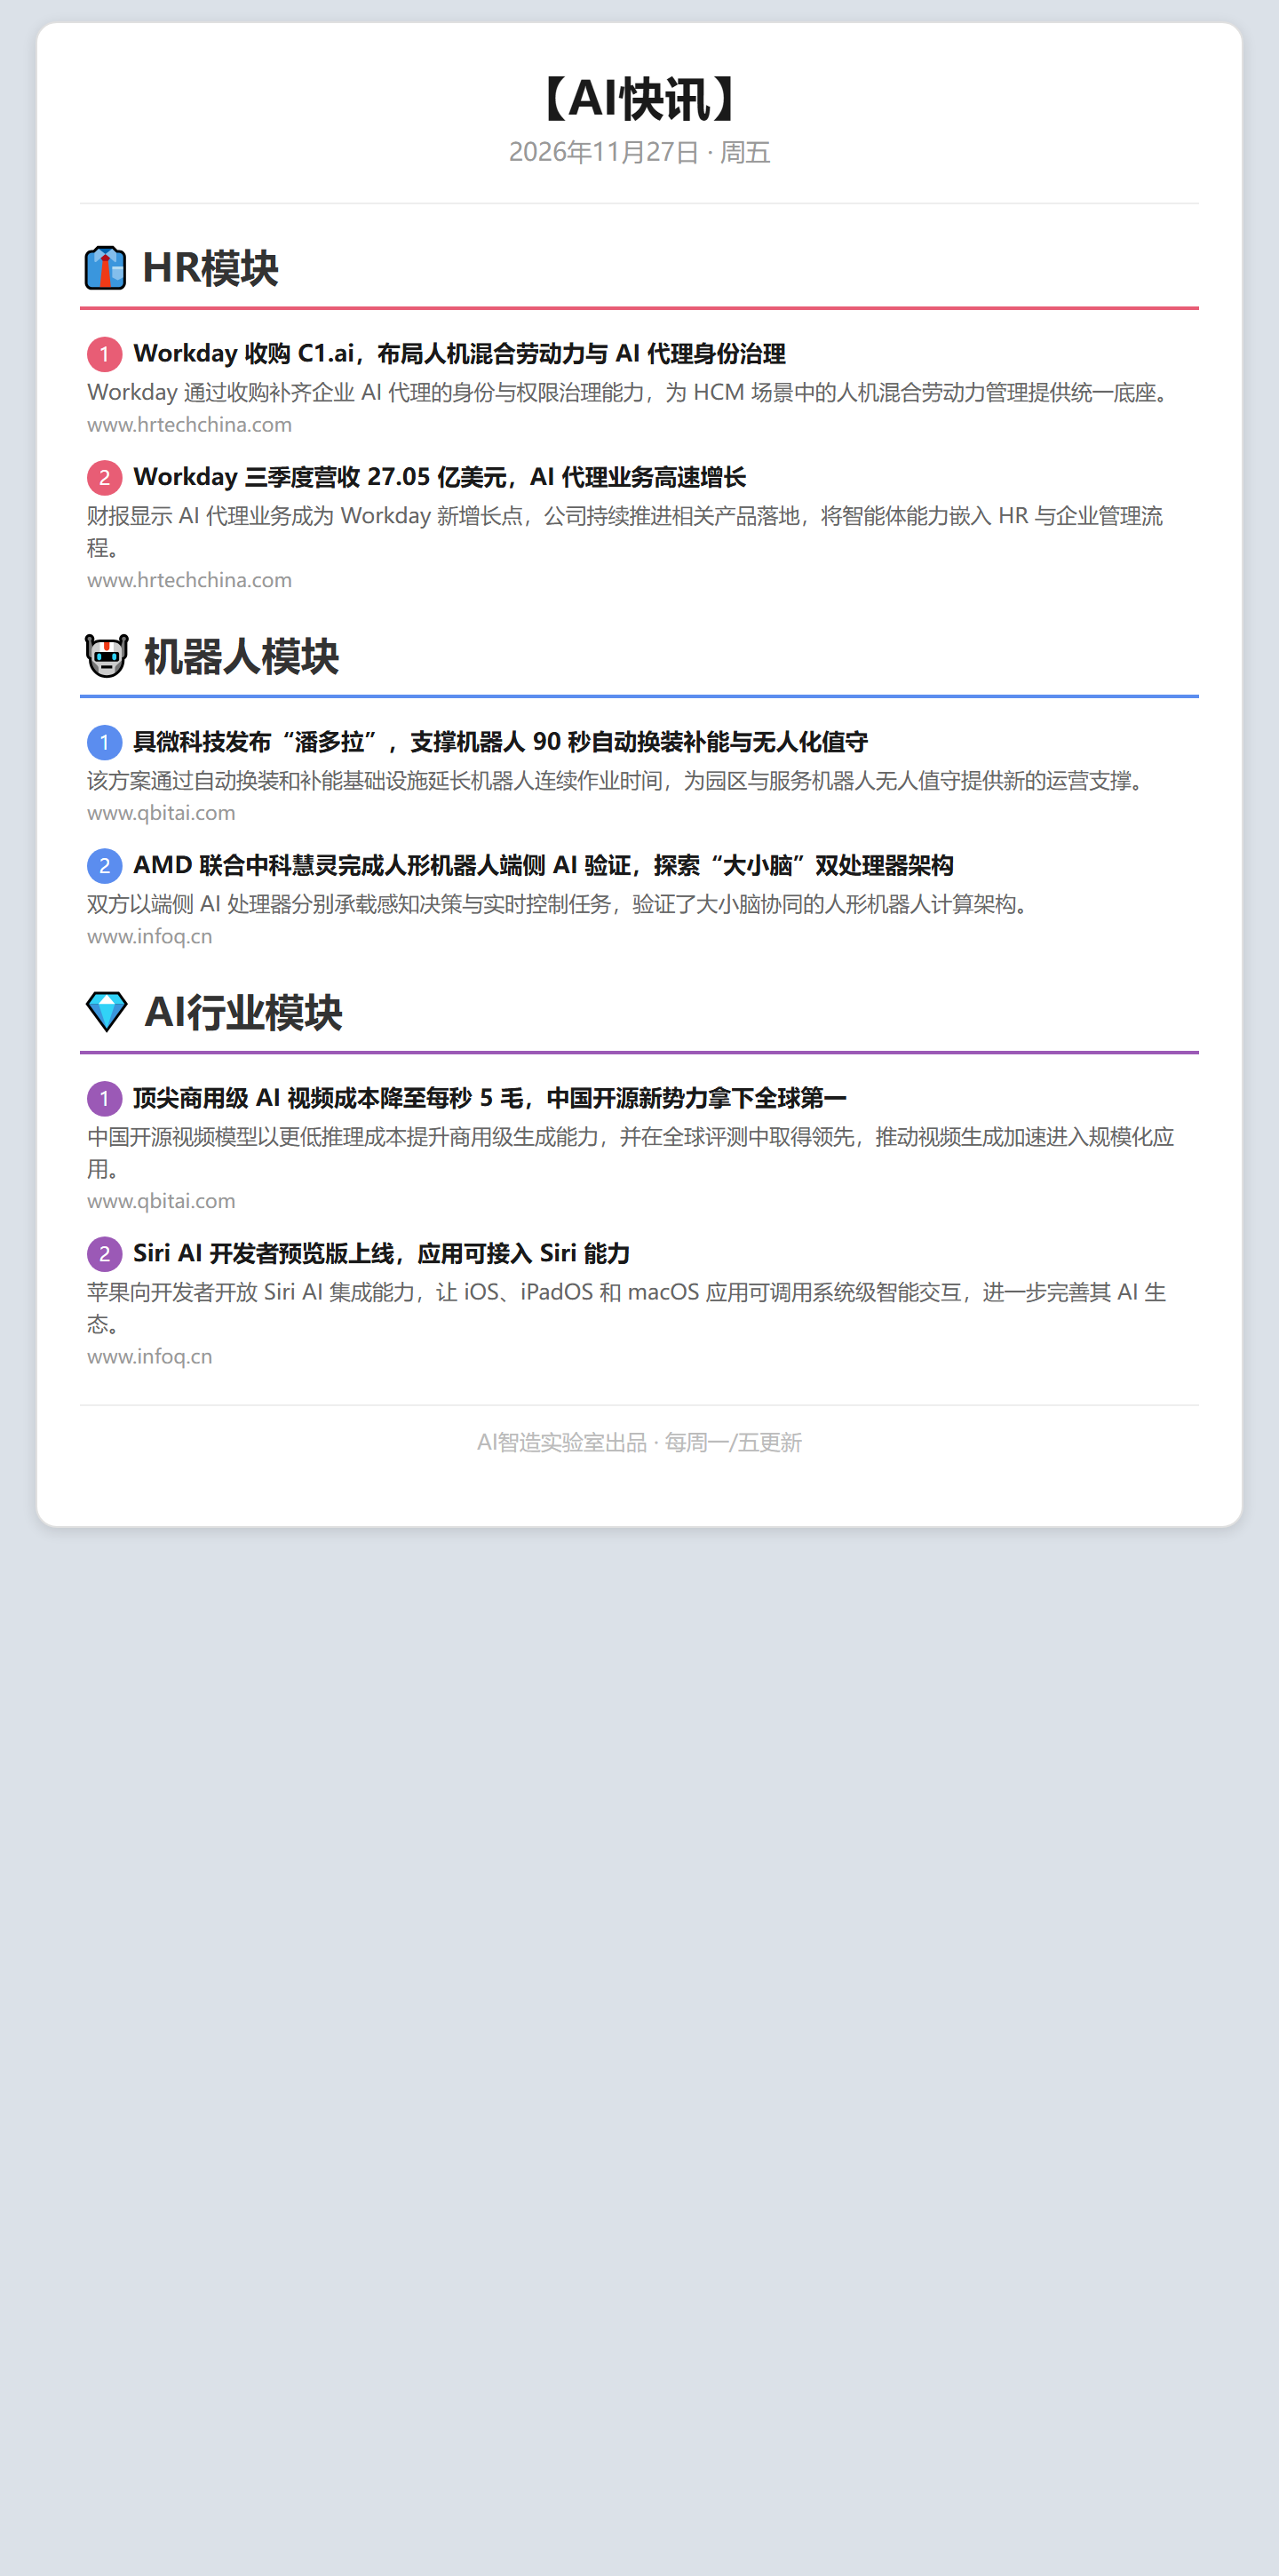 【AI快讯】
2026年11月27日 · 周五
HR模块
1 Workday 收购 C1.ai，布局人机混合劳动力与 AI 代理身份治理
Workday 通过收购补齐企业 AI 代理的身份与权限治理能力，为 HCM 场景中的人机混合劳动力管理提供统一底座。
www.hrtechchina.com
2 Workday 三季度营收 27.05 亿美元，AI 代理业务高速增长
财报显示 AI 代理业务成为 Workday 新增长点，公司持续推进相关产品落地，将智能体能力嵌入 HR 与企业管理流
程。
www.hrtechchina.com
机器人模块
1 具微科技发布“潘多拉”，支撑机器人 90 秒自动换装补能与无人化值守
该方案通过自动换装和补能基础设施延长机器人连续作业时间，为园区与服务机器人无人值守提供新的运营支撑。
www.qbitai.com
2 AMD 联合中科慧灵完成人形机器人端侧 AI 验证，探索“大小脑”双处理器架构
双方以端侧 AI 处理器分别承载感知决策与实时控制任务，验证了大小脑协同的人形机器人计算架构。
www.infoq.cn
AI行业模块
1 顶尖商用级 AI 视频成本降至每秒 5 毛，中国开源新势力拿下全球第一
中国开源视频模型以更低推理成本提升商用级生成能力，并在全球评测中取得领先，推动视频生成加速进入规模化应
用。
www.qbitai.com
2 Siri AI 开发者预览版上线，应用可接入 Siri 能力
苹果向开发者开放 Siri AI 集成能力，让 iOS、iPadOS 和 macOS 应用可调用系统级智能交互，进一步完善其 AI 生
态。
www.infoq.cn
AI智造实验室出品 · 每周一/五更新